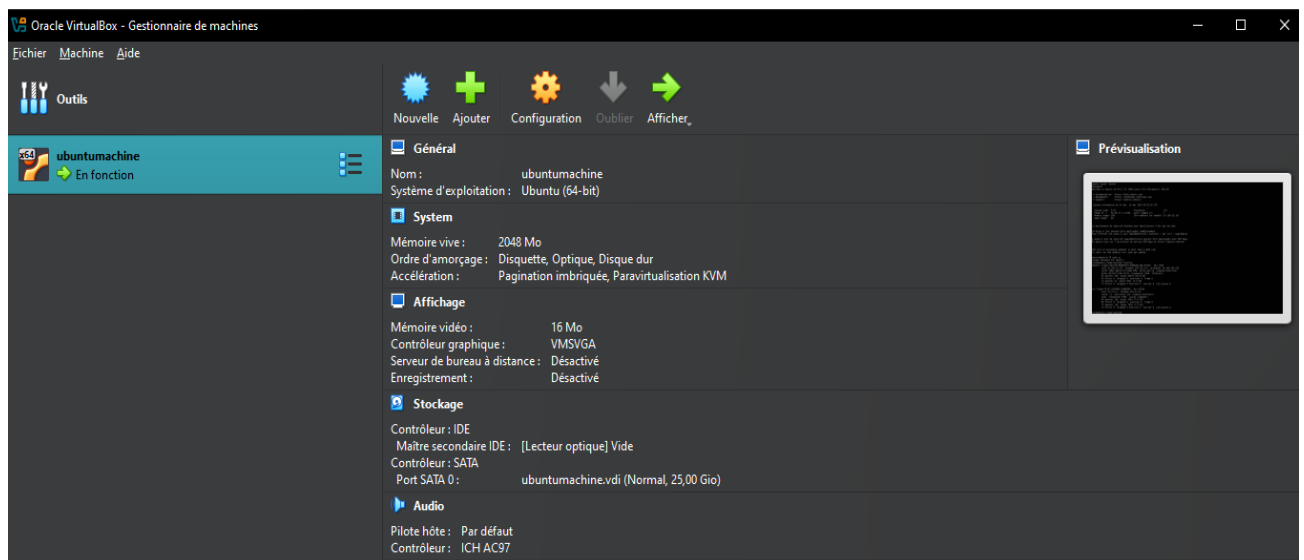 Oracle VirtualBox - Gestionnaire de machines
Fichier Machine Aide
Outils
Nouvelle Ajouter Configuration Oublier Afficher
x64 ubuntumachine
En fonction
Général
Nom : ubuntumachine
Système d'exploitation : Ubuntu (64-bit)
System
Mémoire vive : 2048 Mo
Ordre d'amorçage : Disquette, Optique, Disque dur
Accélération : Pagination imbriquée, Paravirtualisation KVM
Affichage
Mémoire vidéo : 16 Mo
Contrôleur graphique : VMSVGA
Serveur de bureau à distance : Désactivé
Enregistrement : Désactivé
Stockage
Contrôleur : IDE
Maître secondaire IDE : [Lecteur optique] Vide
Contrôleur : SATA
Port SATA 0 : ubuntumachine.vdi (Normal, 25,00 Gio)
Audio
Pilote hôte : Par défaut
Contrôleur : ICH AC97
Prévisualisation